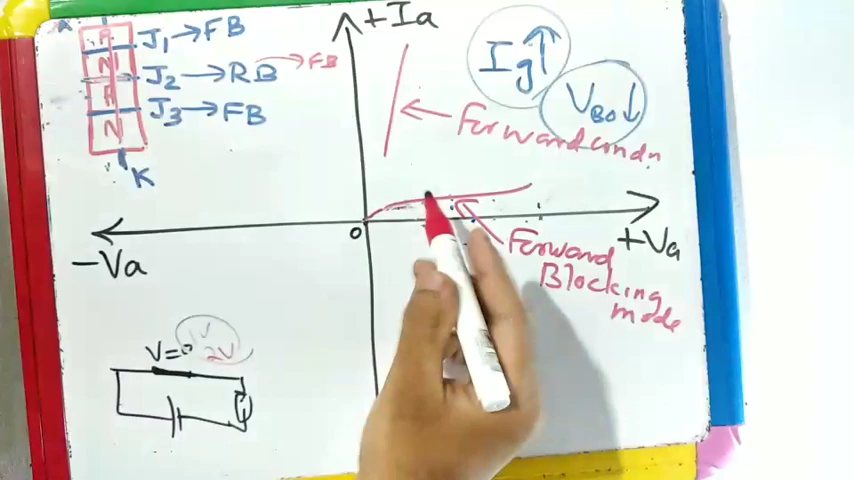 J1→FB
J2→RB→FB
J3→FB
P
N
P
N
K
+Ia
Ig↑
VBO↓
Forward condn
Forward
Blocking
mode
+Va
-Va
0
V=0
2V